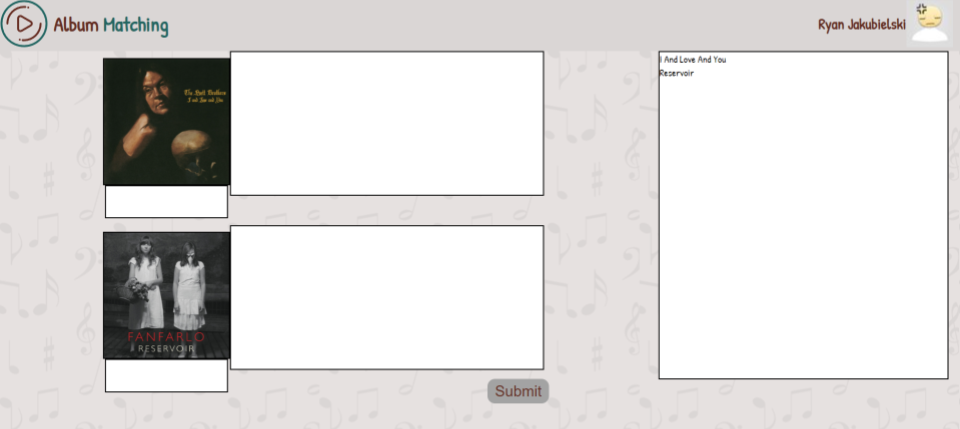 Album Matching
Ryan Jakubielski
The Avett Brothers
I and Love and You
I And Love And You
Reservoir
FANFARLO
RESERVOIR
Submit